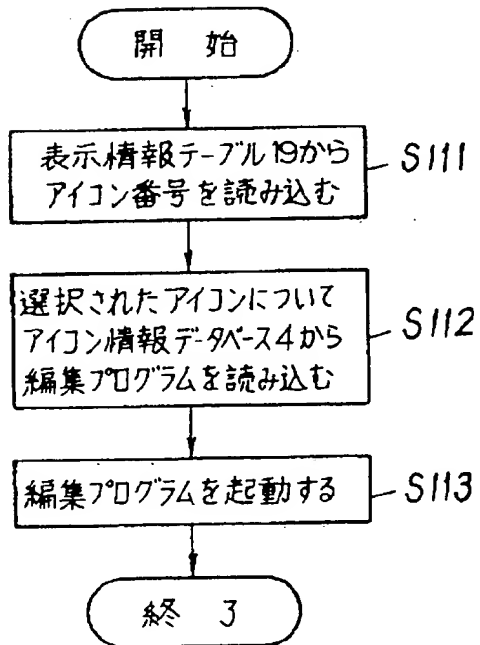 開 始
表示情報テーブル19から
アイコン番号を読み込む
S111
選択されたアイコンについて
アイコン情報データベース4から
編集プログラムを読み込む
S112
編集プログラムを起動する
S113
終 了